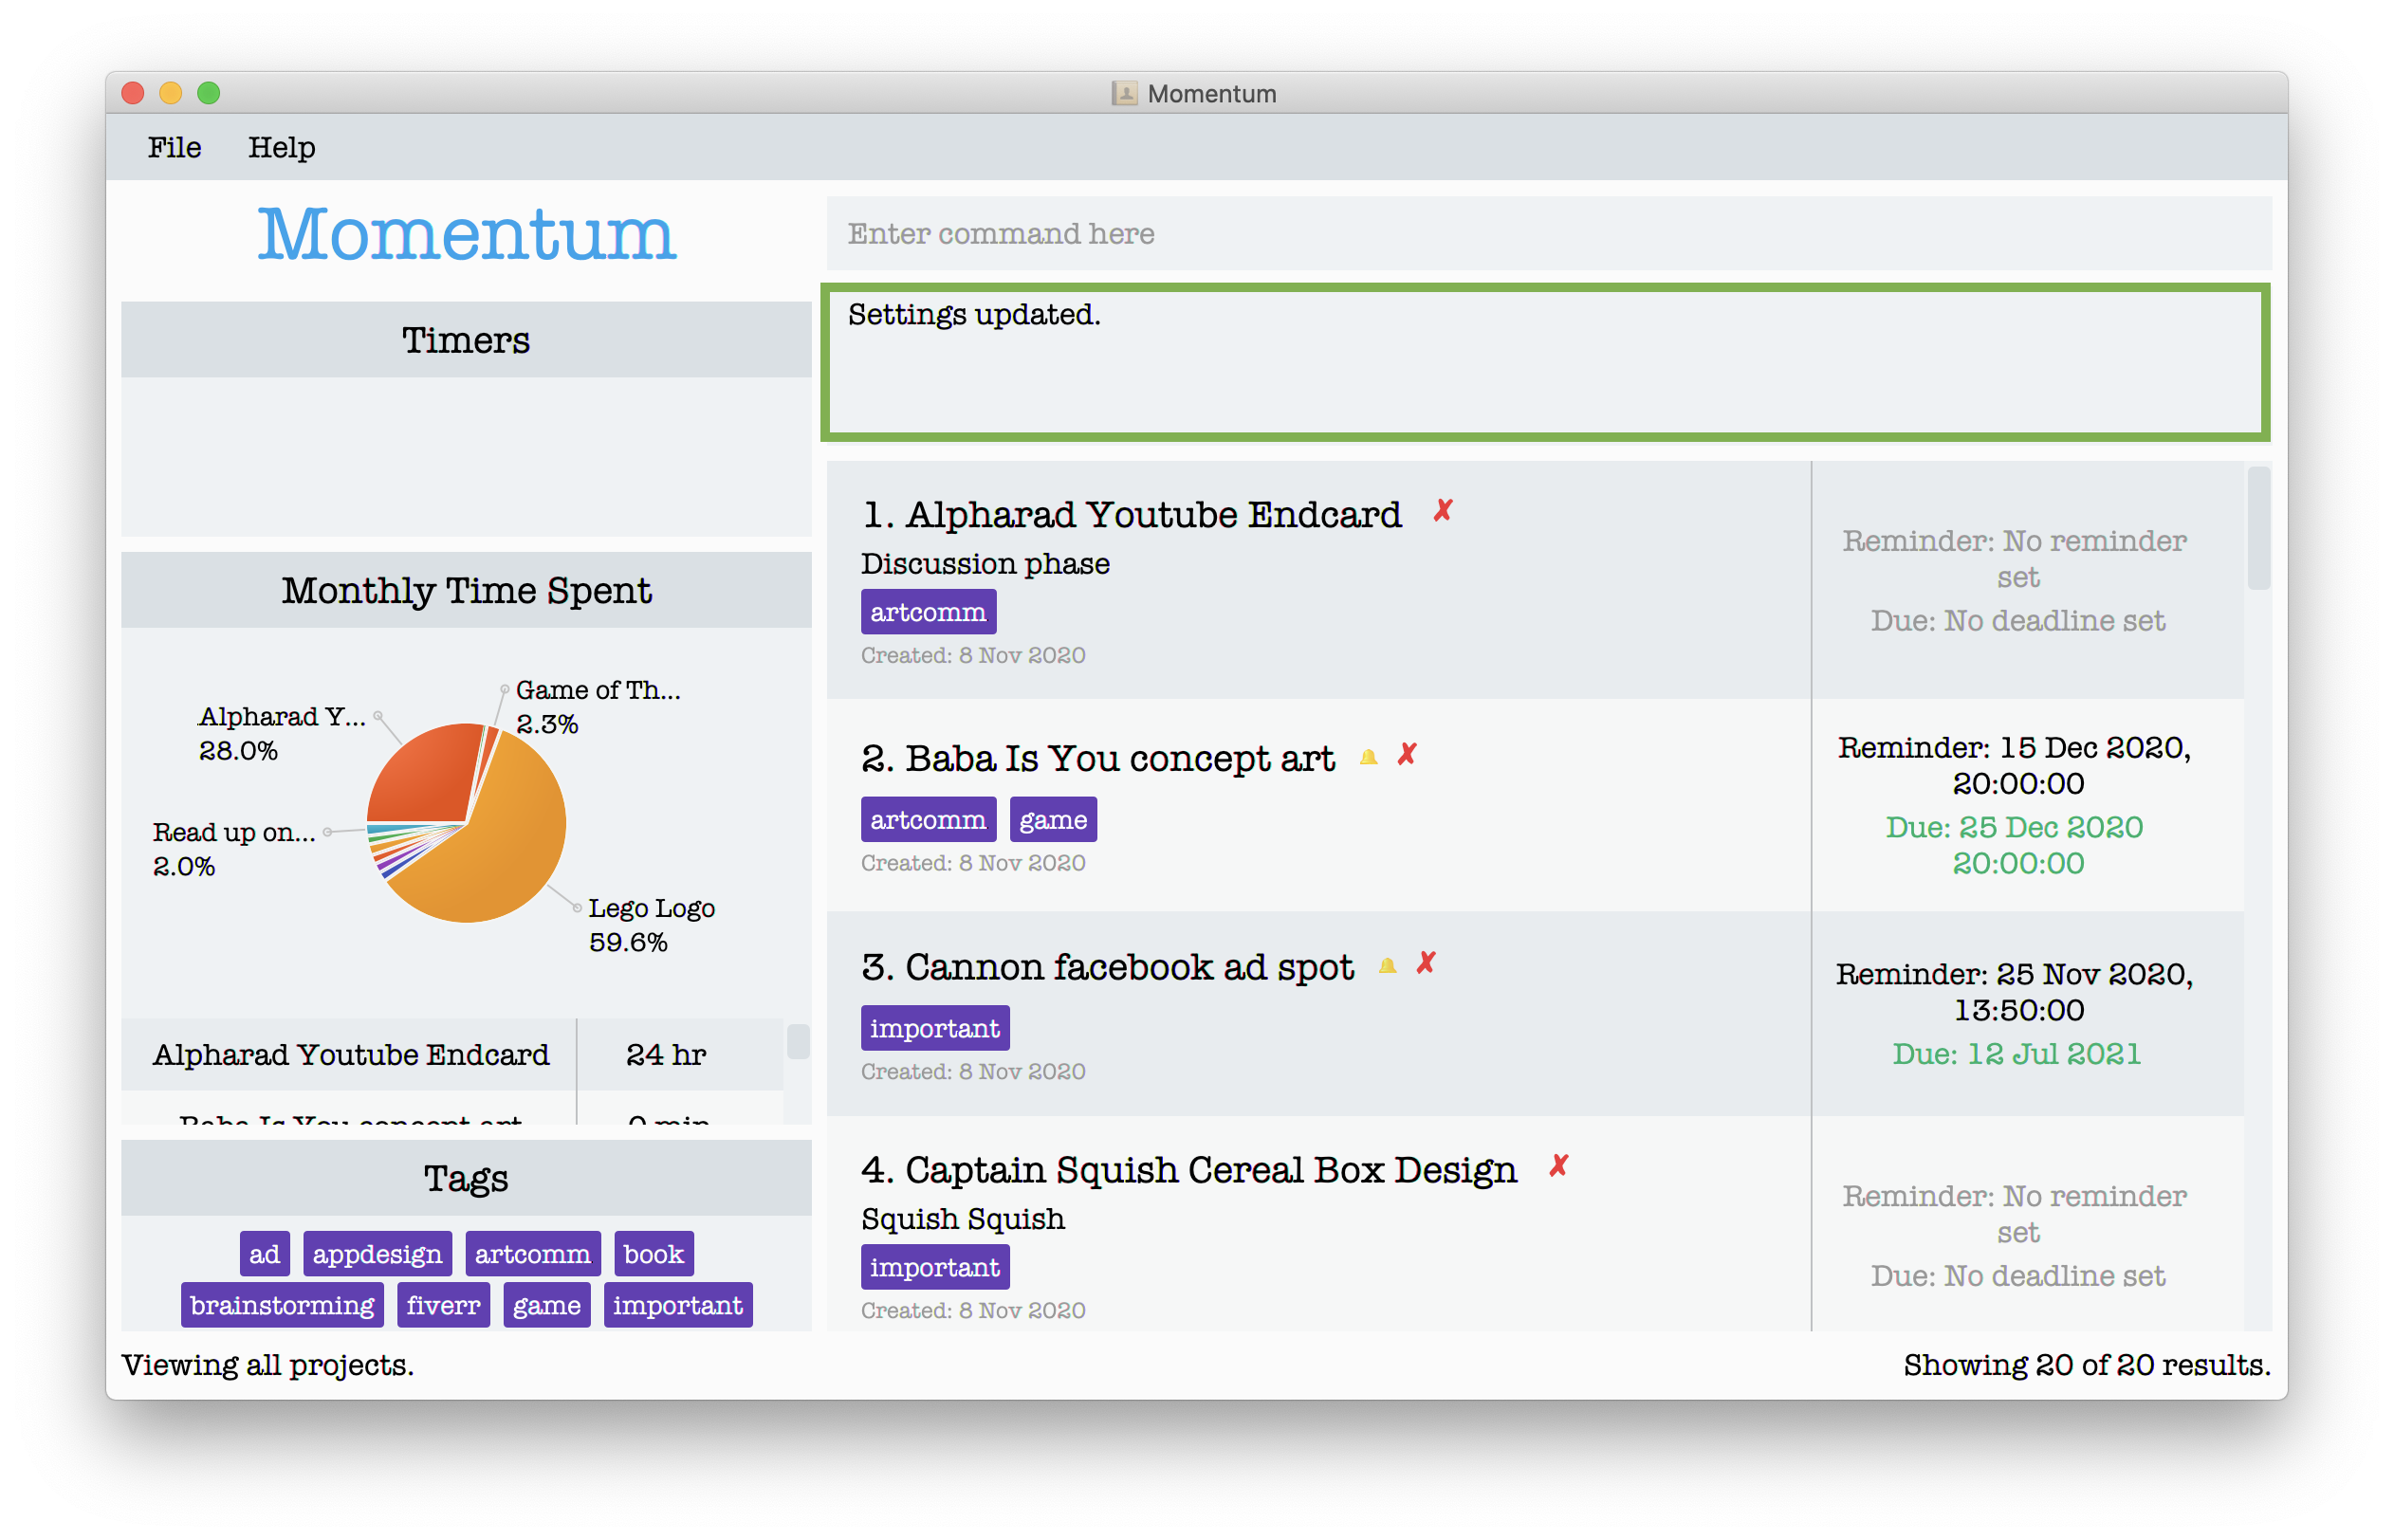 Momentum
File Help
Momentum
Enter command here
Settings updated.
Timers
Monthly Time Spent
Game of Th...
2.3%
Alpharad Y...
28.0%
Read up on...
2.0%
Lego Logo
59.6%
Alpharad Youtube Endcard 24 hr
Baba Is You concept art 0 min
Tags
ad appdesign artcomm book
brainstorming fiverr game important
1. Alpharad Youtube Endcard ✗
Discussion phase
artcomm
Created: 8 Nov 2020
Reminder: No reminder
set
Due: No deadline set
2. Baba Is You concept art ✗
artcomm game
Created: 8 Nov 2020
Reminder: 15 Dec 2020,
20:00:00
Due: 25 Dec 2020
20:00:00
3. Cannon facebook ad spot ✗
important
Created: 8 Nov 2020
Reminder: 25 Nov 2020,
13:50:00
Due: 12 Jul 2021
4. Captain Squish Cereal Box Design ✗
Squish Squish
important
Created: 8 Nov 2020
Reminder: No reminder
set
Due: No deadline set
Viewing all projects.
Showing 20 of 20 results.